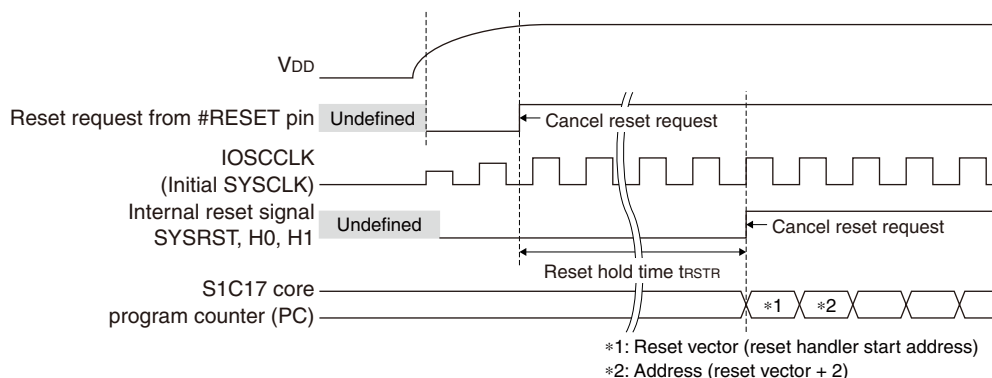 VDD
Reset request from #RESET pin
Undefined
Cancel reset request
IOSCCLK
(Initial SYSCLK)
Internal reset signal
SYSRST, H0, H1
Undefined
Cancel reset request
Reset hold time tRSTR
S1C17 core
program counter (PC)
*1
*2
*1: Reset vector (reset handler start address)
*2: Address (reset vector + 2)